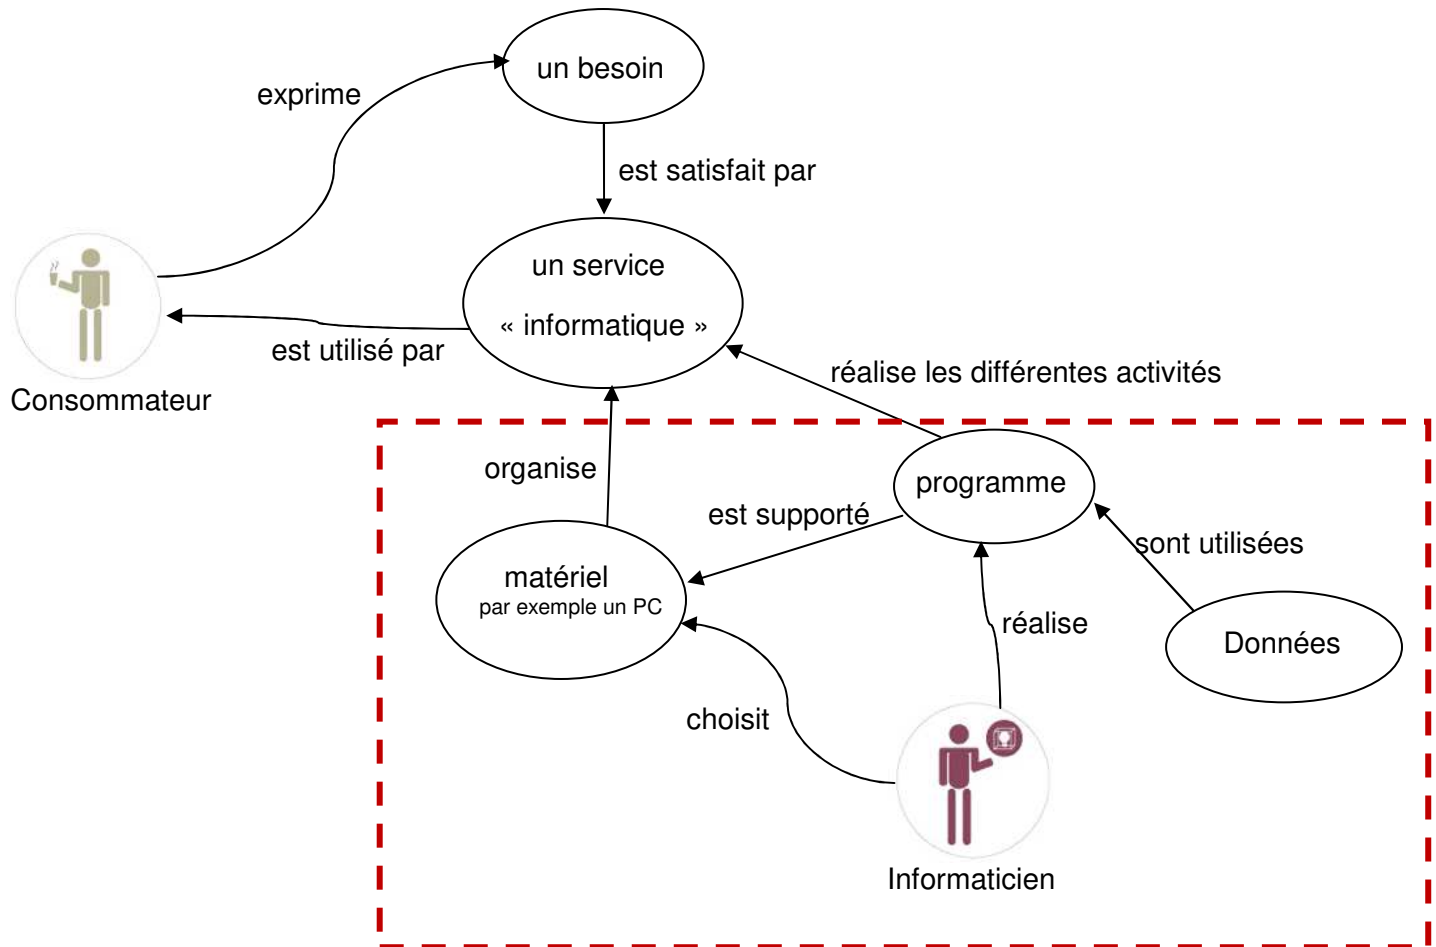 un besoin
exprime
est satisfait par
un service
« informatique »
est utilisé par
Consommateur
réalise les différentes activités
organise
programme
est supporté
sont utilisées
matériel
par exemple un PC
réalise
Données
choisit
Informaticien